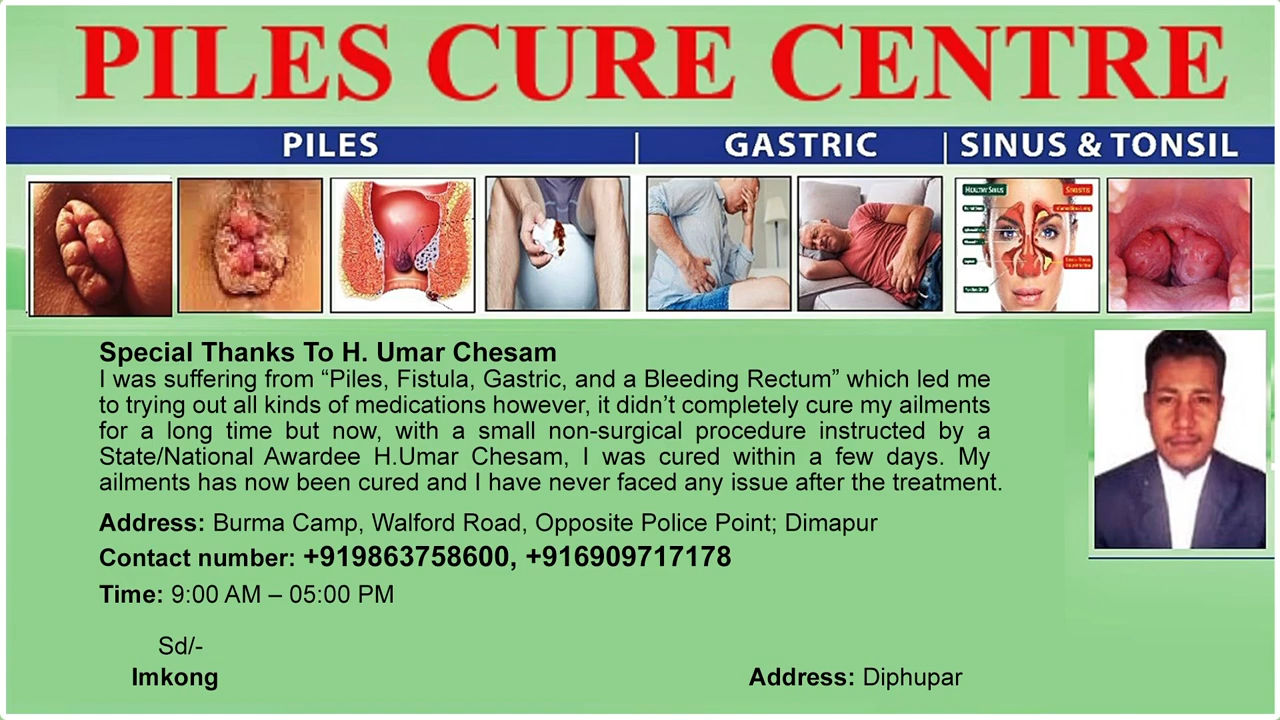 PILES CURE CENTRE
PILES | GASTRIC | SINUS & TONSIL
HEALTHY SINUS
SINUSITIS
Special Thanks To H. Umar Chesam
I was suffering from “Piles, Fistula, Gastric, and a Bleeding Rectum” which led me
to trying out all kinds of medications however, it didn’t completely cure my ailments
for a long time but now, with a small non-surgical procedure instructed by a
State/National Awardee H.Umar Chesam, I was cured within a few days. My
ailments has now been cured and I have never faced any issue after the treatment.
Address: Burma Camp, Walford Road, Opposite Police Point; Dimapur
Contact number: +919863758600, +916909717178
Time: 9:00 AM – 05:00 PM
Sd/-
Imkong
Address: Diphupar